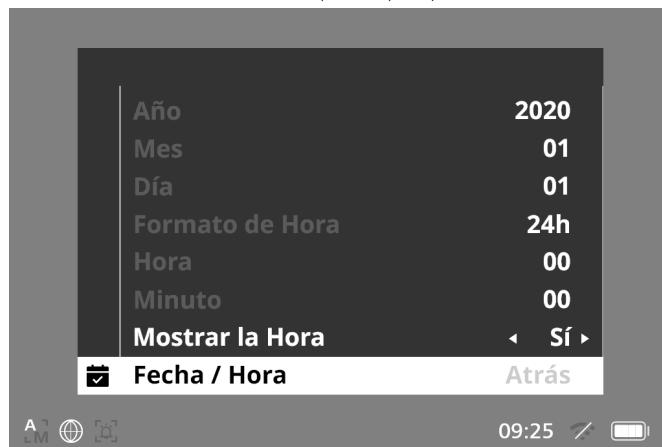 Año 2020
Mes 01
Día 01
Formato de Hora 24h
Hora 00
Minuto 00
Mostrar la Hora Sí
Fecha / Hora Atrás
A M 09:25